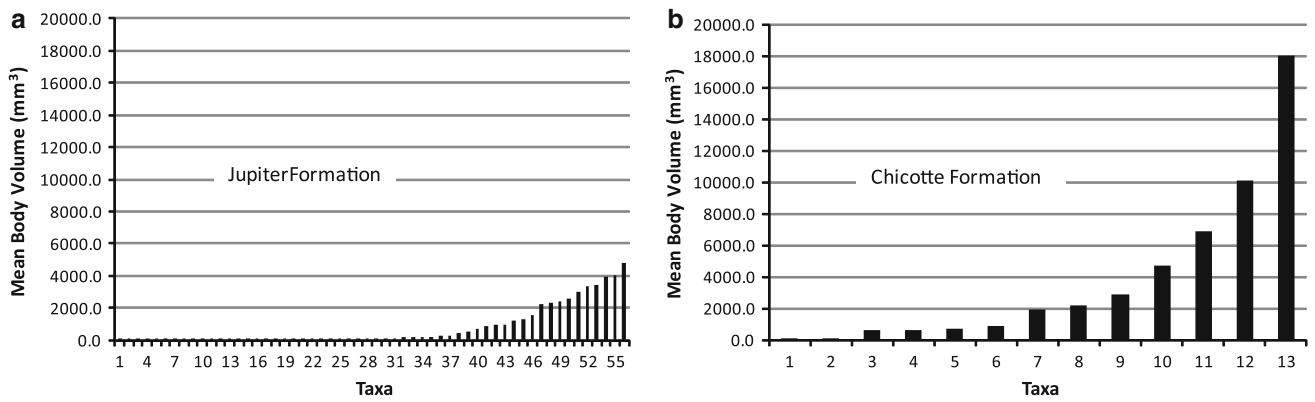 a
20000.0
18000.0
16000.0
14000.0
12000.0
10000.0
8000.0
6000.0
4000.0
2000.0
0.0
Mean Body Volume (mm³)
JupiterFormation
1 4 7 10 13 16 19 22 25 28 31 34 37 40 43 46 49 52 55
Taxa
b
20000.0
18000.0
16000.0
14000.0
12000.0
10000.0
8000.0
6000.0
4000.0
2000.0
0.0
Mean Body Volume (mm³)
Chicotte Formation
1 2 3 4 5 6 7 8 9 10 11 12 13
Taxa